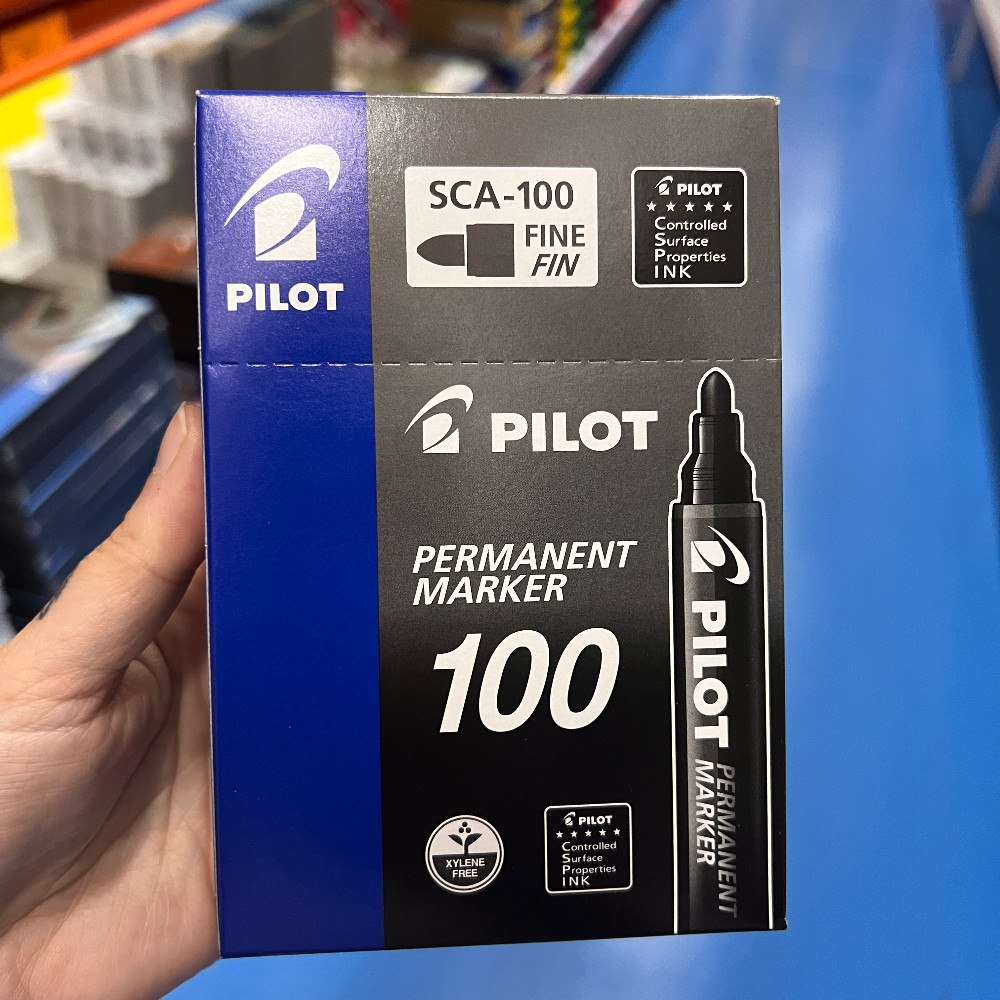 PILOT
SCA-100
FINE
FIN
PILOT
★★★★★
Controlled
Surface
Properties
INK
PILOT
PERMANENT
MARKER
100
XYLENE
FREE
PILOT
★★★★★
Controlled
Surface
Properties
INK
PILOT
PERMANENT
MARKER